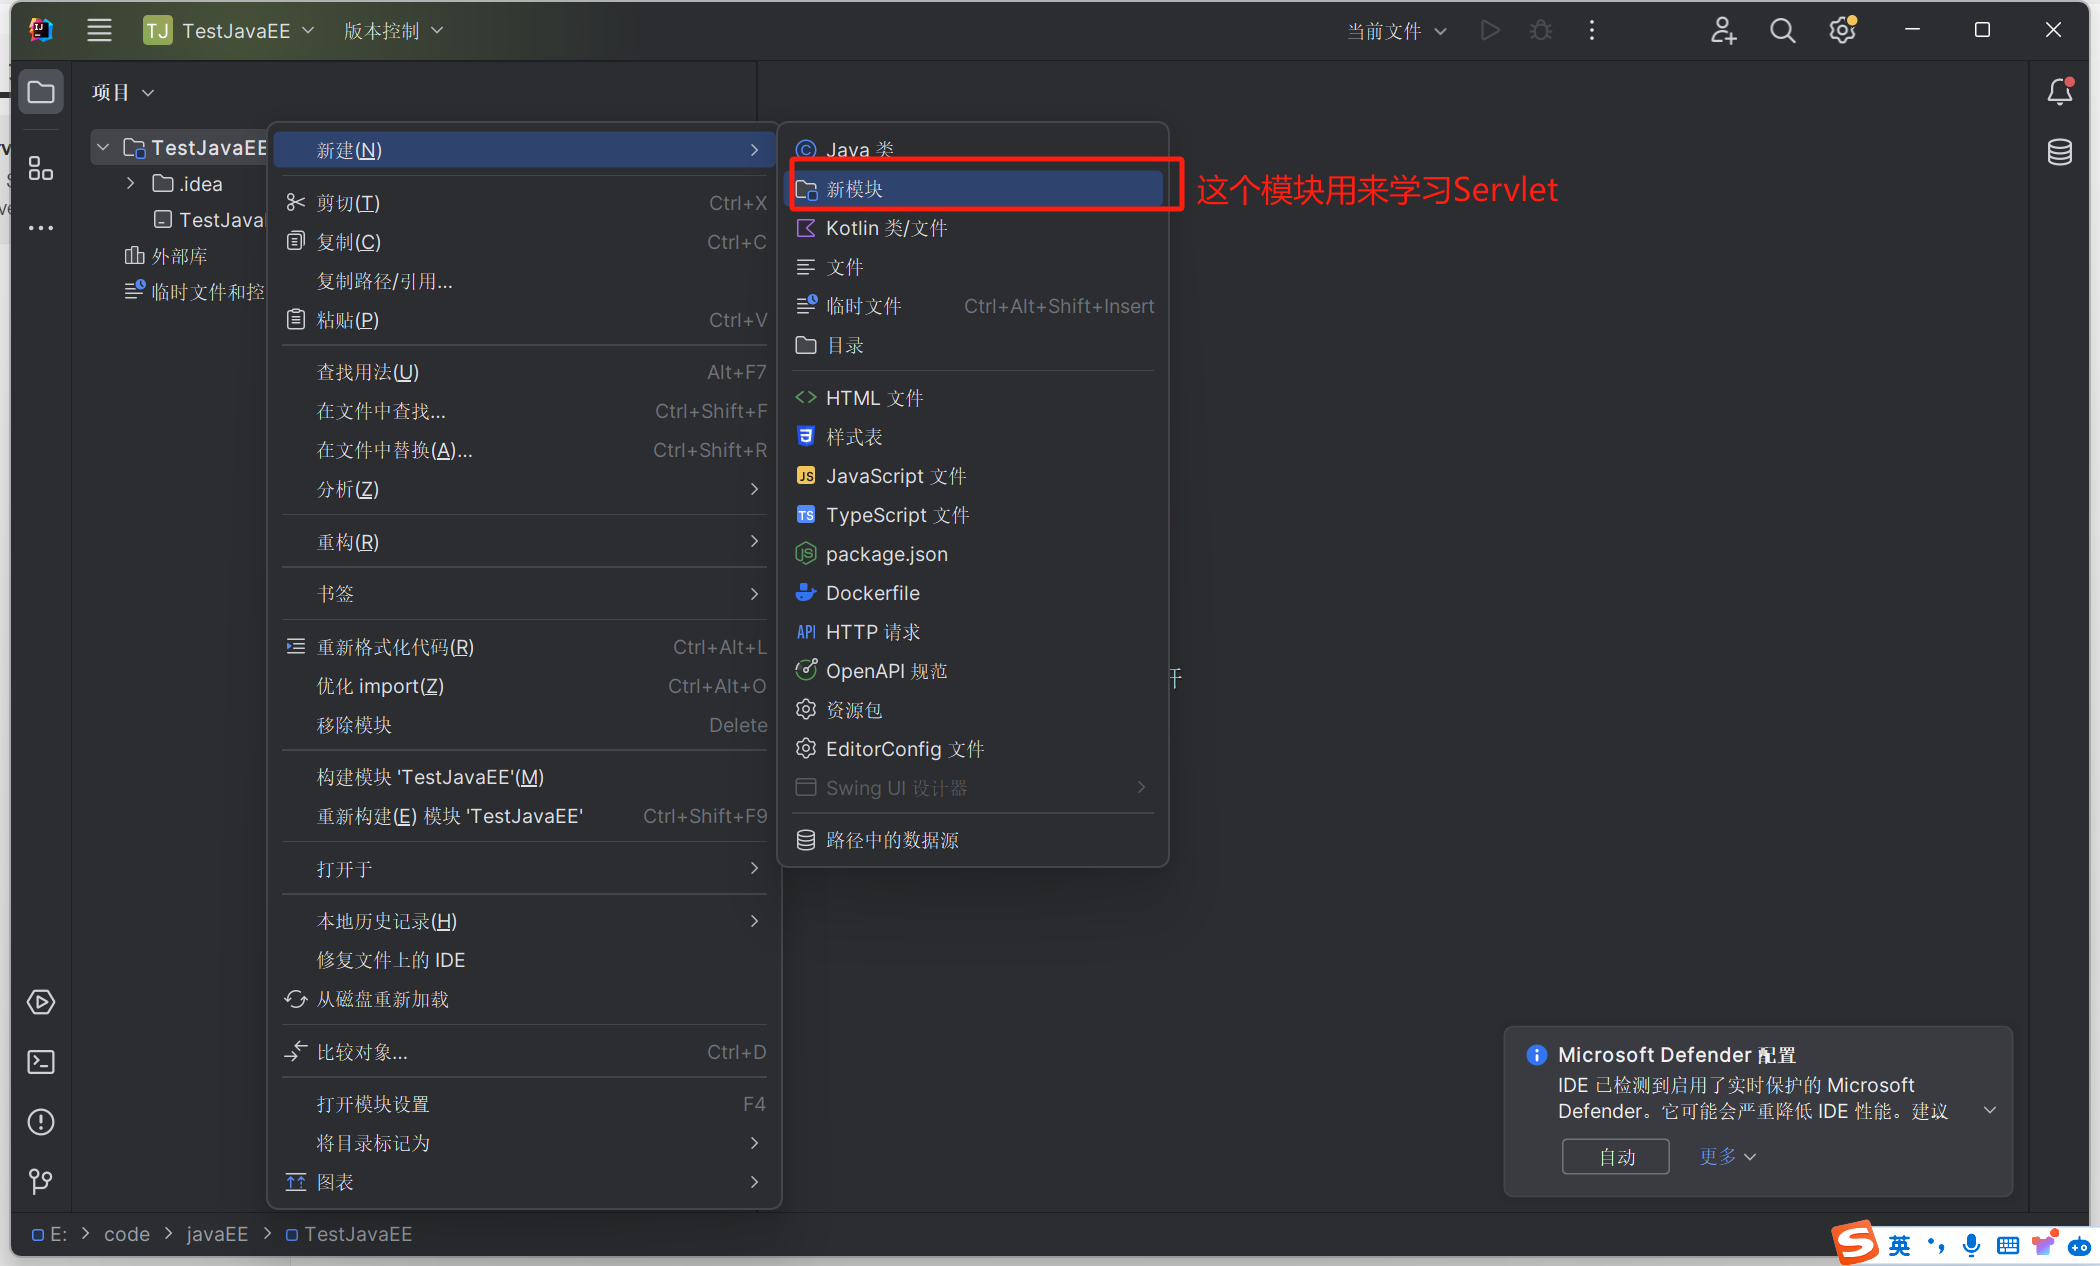 TJ TestJavaEE 版本控制 当前文件
项目
TestJavaEE
.idea
TestJaval
外部库
临时文件和控
新建(N)
剪切(T) Ctrl+X
复制(C) Ctrl+C
复制路径/引用...
粘贴(P) Ctrl+V
查找用法(U) Alt+F7
在文件中查找... Ctrl+Shift+F
在文件中替换(A)... Ctrl+Shift+R
分析(Z)
重构(R)
书签
重新格式化代码(R) Ctrl+Alt+L
优化 import(Z) Ctrl+Alt+O
移除模块 Delete
构建模块 'TestJavaEE'(M)
重新构建(E) 模块 'TestJavaEE' Ctrl+Shift+F9
打开于
本地历史记录(H)
修复文件上的 IDE
从磁盘重新加载
比较对象... Ctrl+D
打开模块设置 F4
将目录标记为
图表
Java 类
新模块
这个模块用来学习Servlet
Kotlin 类/文件
文件
临时文件 Ctrl+Alt+Shift+Insert
目录
HTML 文件
样式表
JS JavaScript 文件
TS TypeScript 文件
package.json
Dockerfile
API HTTP 请求
OpenAPI 规范
资源包
EditorConfig 文件
Swing UI 设计器
路径中的数据源
Microsoft Defender 配置
IDE 已检测到启用了实时保护的 Microsoft
Defender。它可能会严重降低 IDE 性能。建议
自动 更多
E: code javaEE TestJavaEE
英